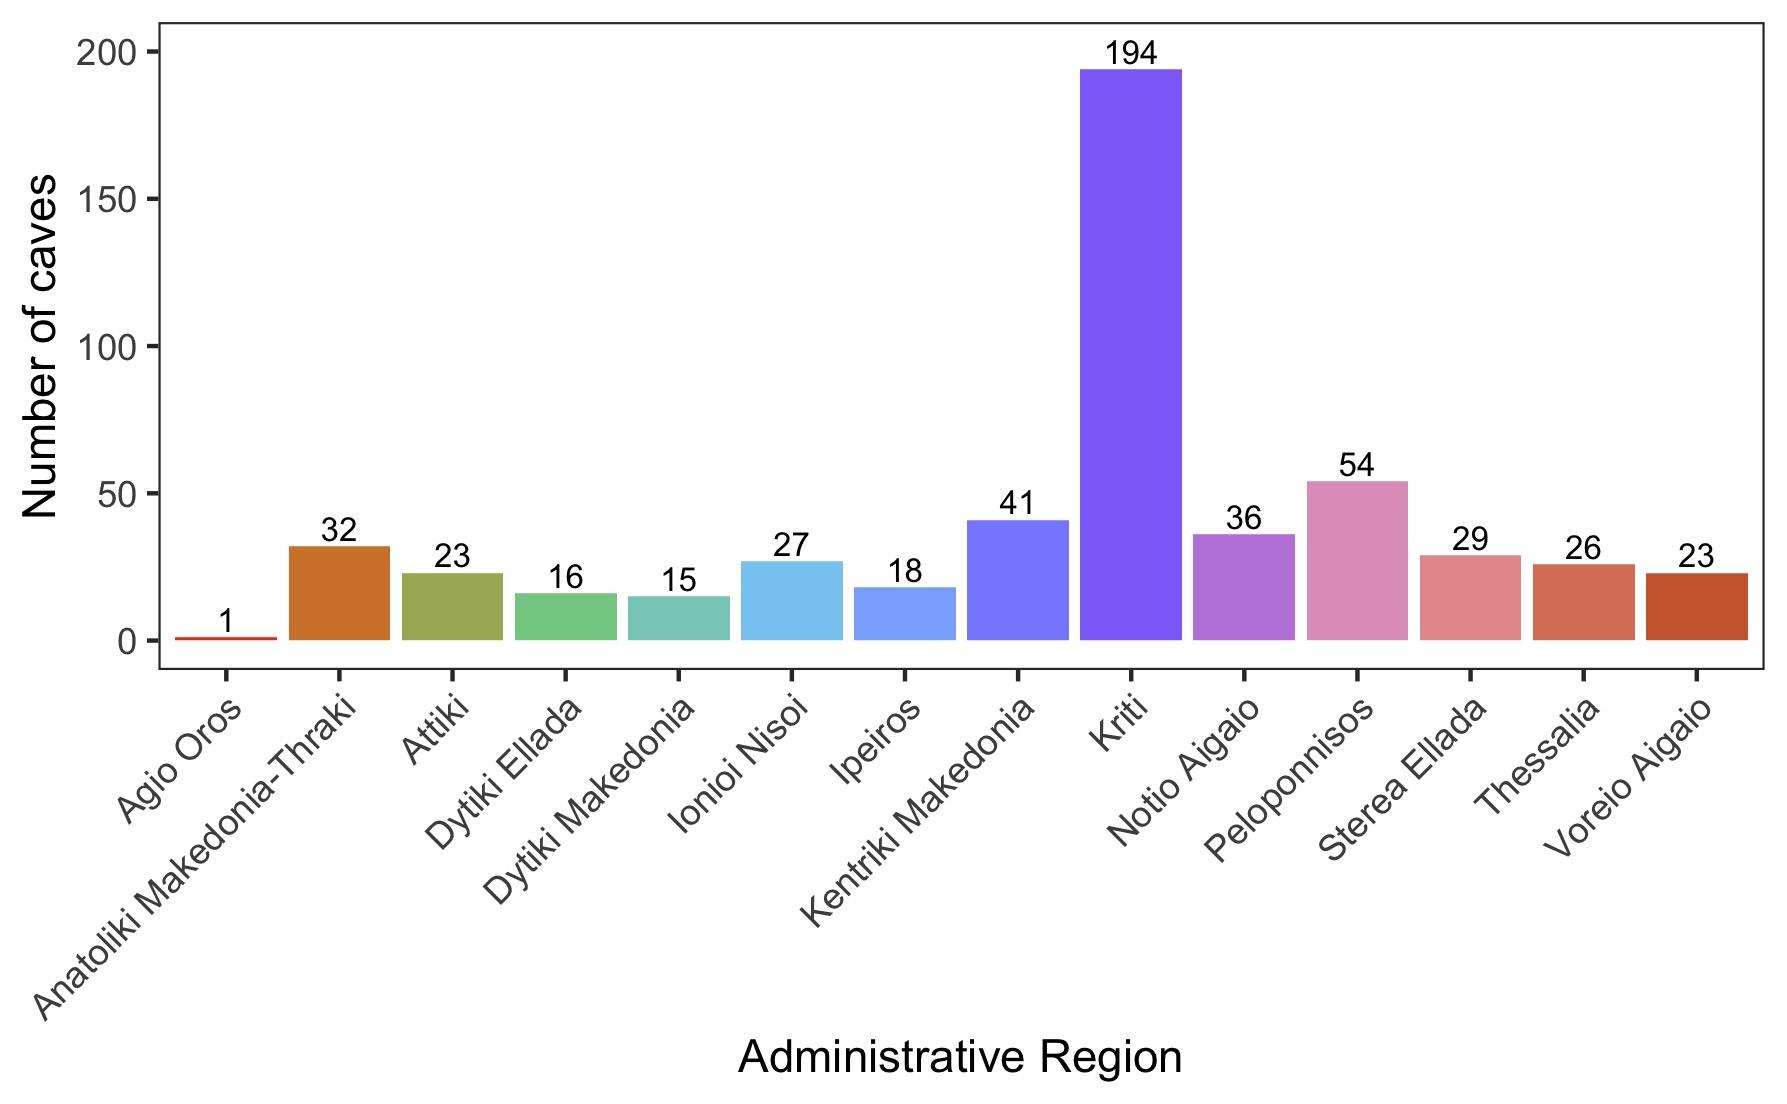 Number of caves
200
150
100
50
0
1
32
23
16
15
27
18
41
194
36
54
29
26
23
Agio Oros
Anatoliki Makedonia-Thraki
Attiki
Dytiki Ellada
Dytiki Makedonia
Ionioi Nisoi
Ipeiros
Kentriki Makedonia
Kriti
Notio Aigaio
Peloponnisos
Sterea Ellada
Thessalia
Voreio Aigaio
Administrative Region